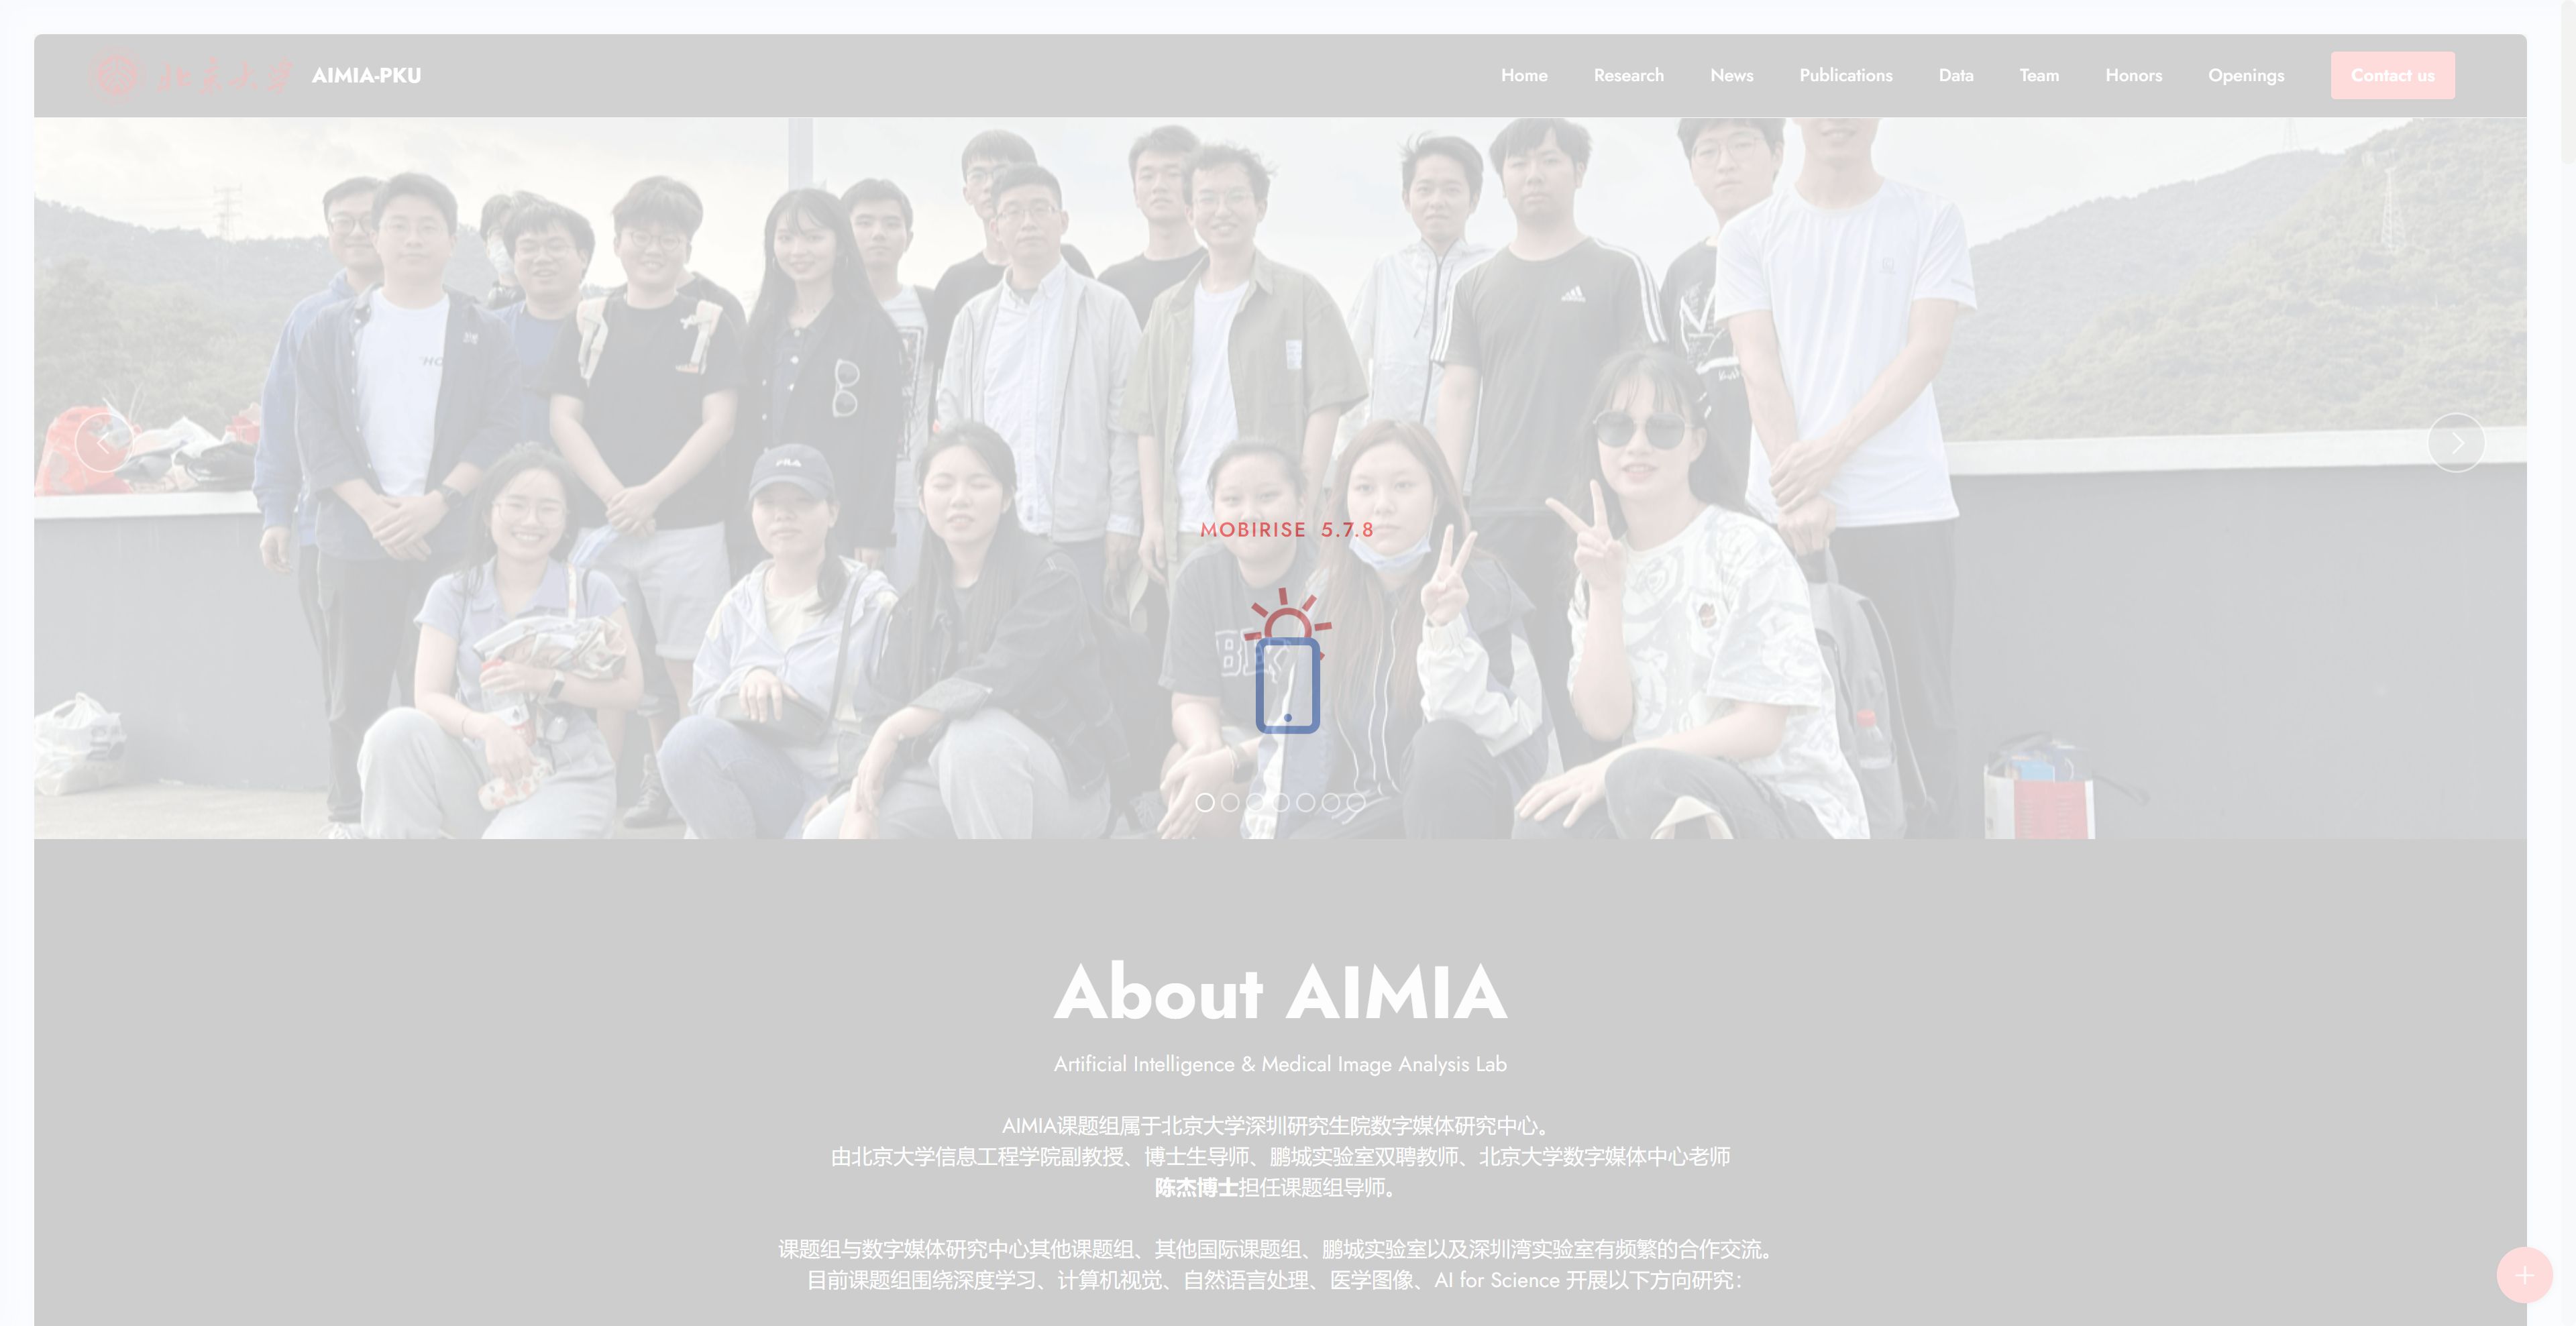 北京大学 AIMIA-PKU
Home Research News Publications Data Team Honors Openings Contact us
FILA
MOBIRISE 5.7.8
About AIMIA
Artificial Intelligence & Medical Image Analysis Lab
AIMIA课题组属于北京大学深圳研究生院数字媒体研究中心。
由北京大学信息工程学院副教授、博士生导师、鹏城实验室双聘教师、北京大学数字媒体中心老师
陈杰博士担任课题组导师。
课题组与数字媒体研究中心其他课题组、其他国际课题组、鹏城实验室以及深圳湾实验室有频繁的合作交流。
目前课题组围绕深度学习、计算机视觉、自然语言处理、医学图像、AI for Science 开展以下方向研究：